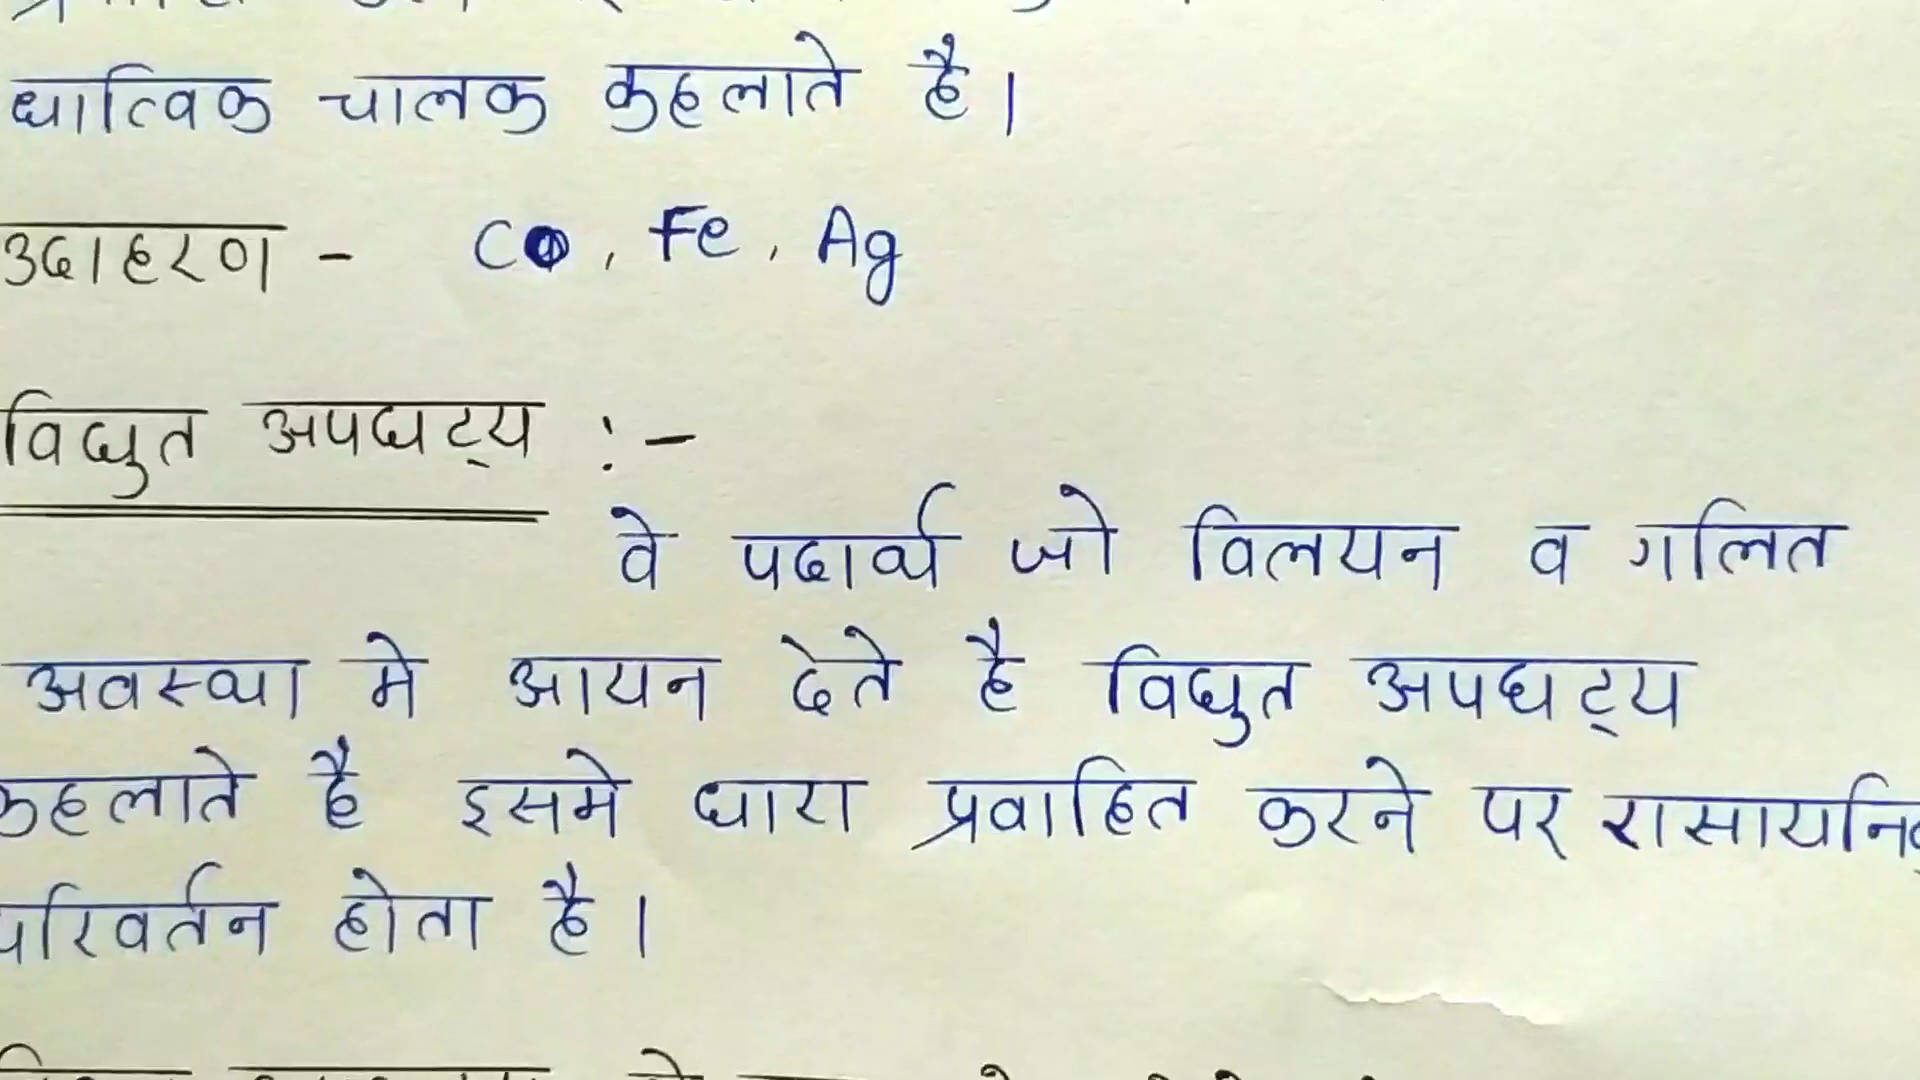 धात्विक चालक कहलाते है।
उदाहरण - Co, Fe, Ag
विद्युत अपघट्य :-
वे पदार्थ जो विलयन व गलित
अवस्था मे आयन देते है विद्युत अपघट्य
कहलाते है इसमे धारा प्रवाहित करने पर रासायनिक
परिवर्तन होता है।